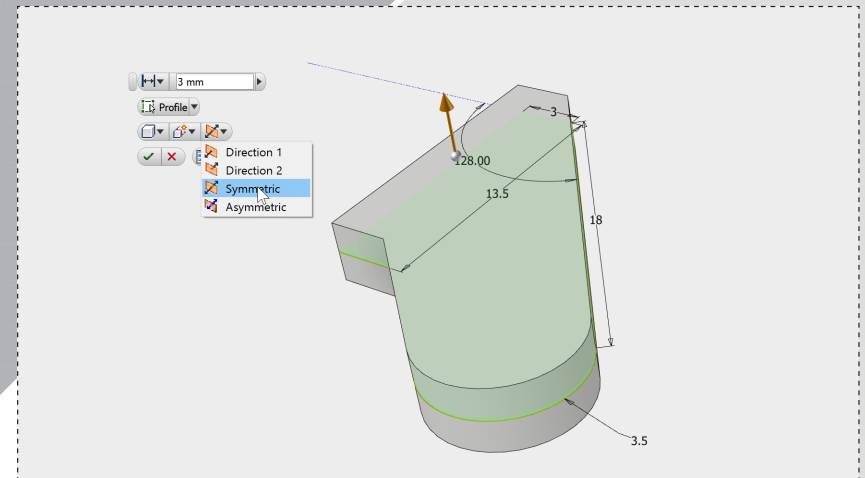 3 mm
Profile
Direction 1
Direction 2
Symmetric
Asymmetric
3
128.00
13.5
18
3.5